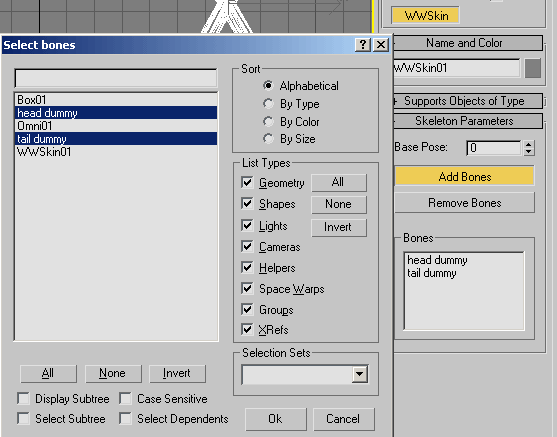 WWSkin
Select bones
Name and Color
WWSkin01
Sort
Alphabetical
By Type
By Color
By Size
Box01
head dummy
Omni01
tail dummy
WWSkin01
+ Supports Objects of Type
- Skeleton Parameters
Base Pose: 0
Add Bones
Remove Bones
List Types
Geometry
Shapes
Lights
Cameras
Helpers
Space Warps
Groups
XRefs
All
None
Invert
Bones
head dummy
tail dummy
Selection Sets
All
None
Invert
Display Subtree
Case Sensitive
Select Subtree
Select Dependents
Ok
Cancel